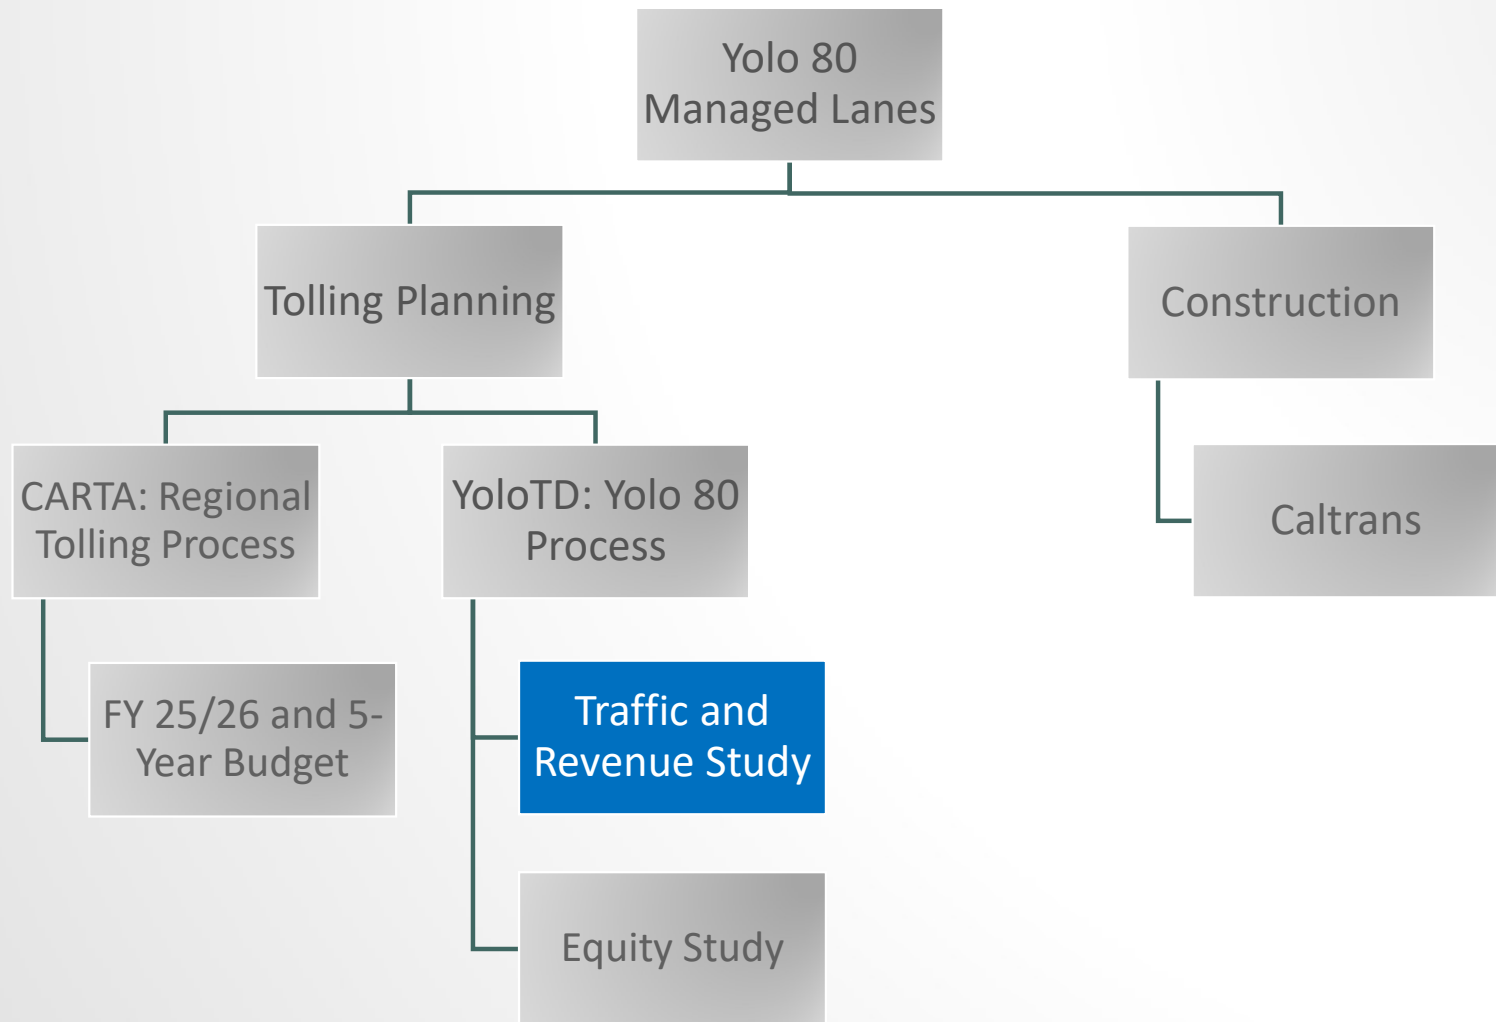 Yolo 80
Managed Lanes
Tolling Planning
Construction
CARTA: Regional
Tolling Process
YoloTD: Yolo 80
Process
Caltrans
FY 25/26 and 5-
Year Budget
Traffic and
Revenue Study
Equity Study